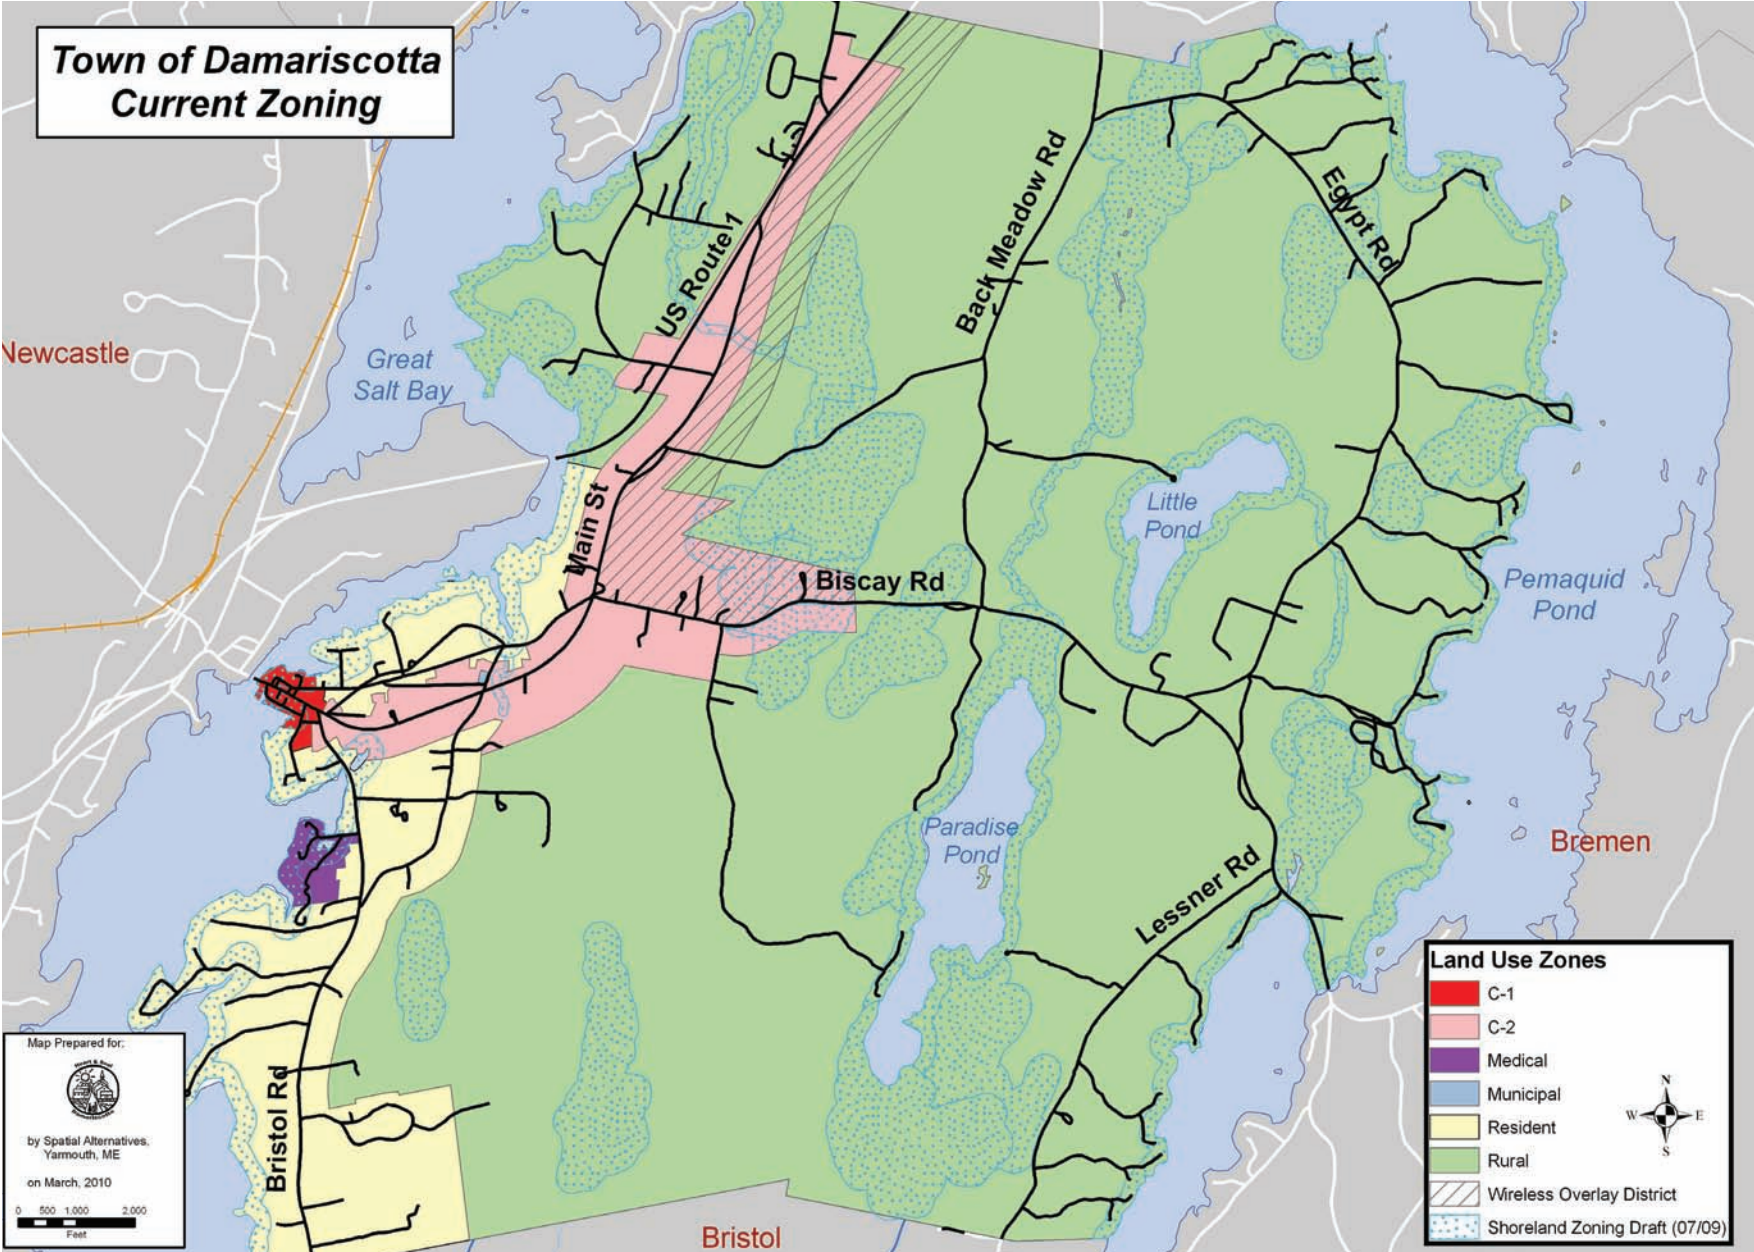 Town of Damariscotta
Current Zoning
Newcastle
Great
Salt Bay
US Route 1
Back Meadow Rd
Egypt Rd
Main St
Little
Pond
Biscay Rd
Pemaquid
Pond
Paradise
Pond
Lessner Rd
Bremen
Bristol Rd
Bristol
Land Use Zones
C-1
C-2
Medical
Municipal
Resident
Rural
Wireless Overlay District
Shoreland Zoning Draft (07/09)
N
W
E
S
Map Prepared for:
by Spatial Alternatives,
Yarmouth, ME
on March, 2010
0 500 1,000 2,000
Feet